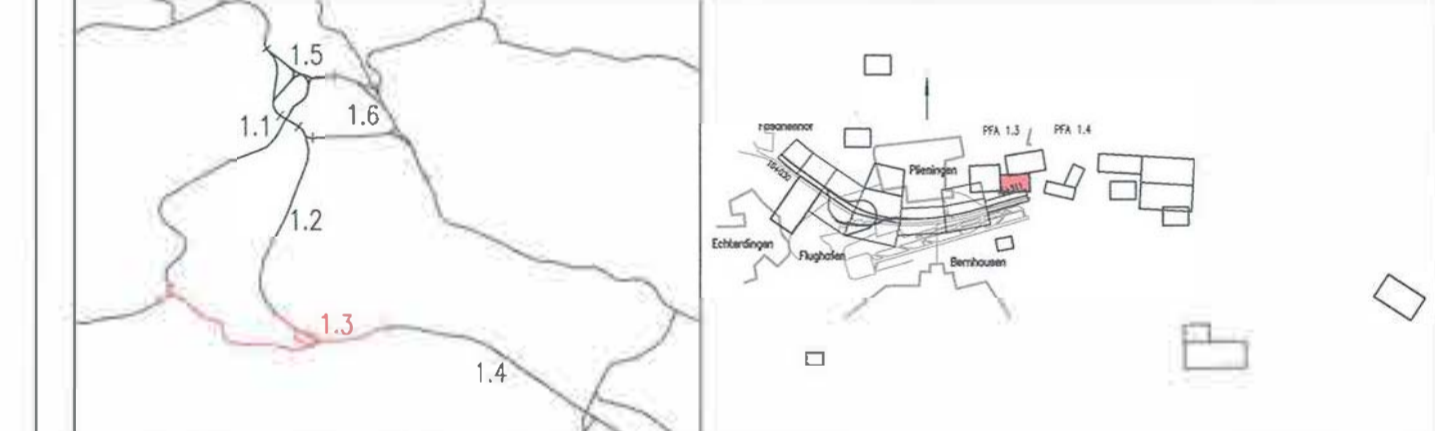 1.5
1.6
1.1
1.2
1.3
1.4
PFA 1.3
PFA 1.4
Plieningen
Echterdingen
Flughafen
Bernhausen